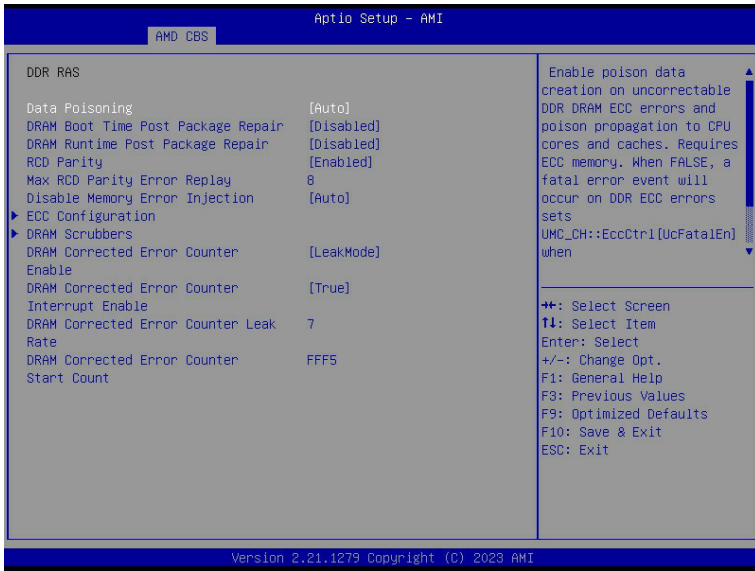 Aptio Setup - AMI
AMD CBS
DDR RAS
Data Poisoning [Auto]
DRAM Boot Time Post Package Repair [Disabled]
DRAM Runtime Post Package Repair [Disabled]
RCD Parity [Enabled]
Max RCD Parity Error Replay 8
Disable Memory Error Injection [Auto]
ECC Configuration
DRAM Scrubbers
DRAM Corrected Error Counter [LeakMode]
Enable
DRAM Corrected Error Counter [True]
Interrupt Enable
DRAM Corrected Error Counter Leak 7
Rate
DRAM Corrected Error Counter FFF5
Start Count
Enable poison data
creation on uncorrectable
DDR DRAM ECC errors and
poison propagation to CPU
cores and caches. Requires
ECC memory. When FALSE, a
fatal error event will
occur on DDR ECC errors
sets
UMC_CH::EccCtrl[UcFatalEn]
when
→←: Select Screen
↑↓: Select Item
Enter: Select
+/-: Change Opt.
F1: General Help
F3: Previous Values
F9: Optimized Defaults
F10: Save & Exit
ESC: Exit
Version 2.21.1279 Copyright (C) 2023 AMI